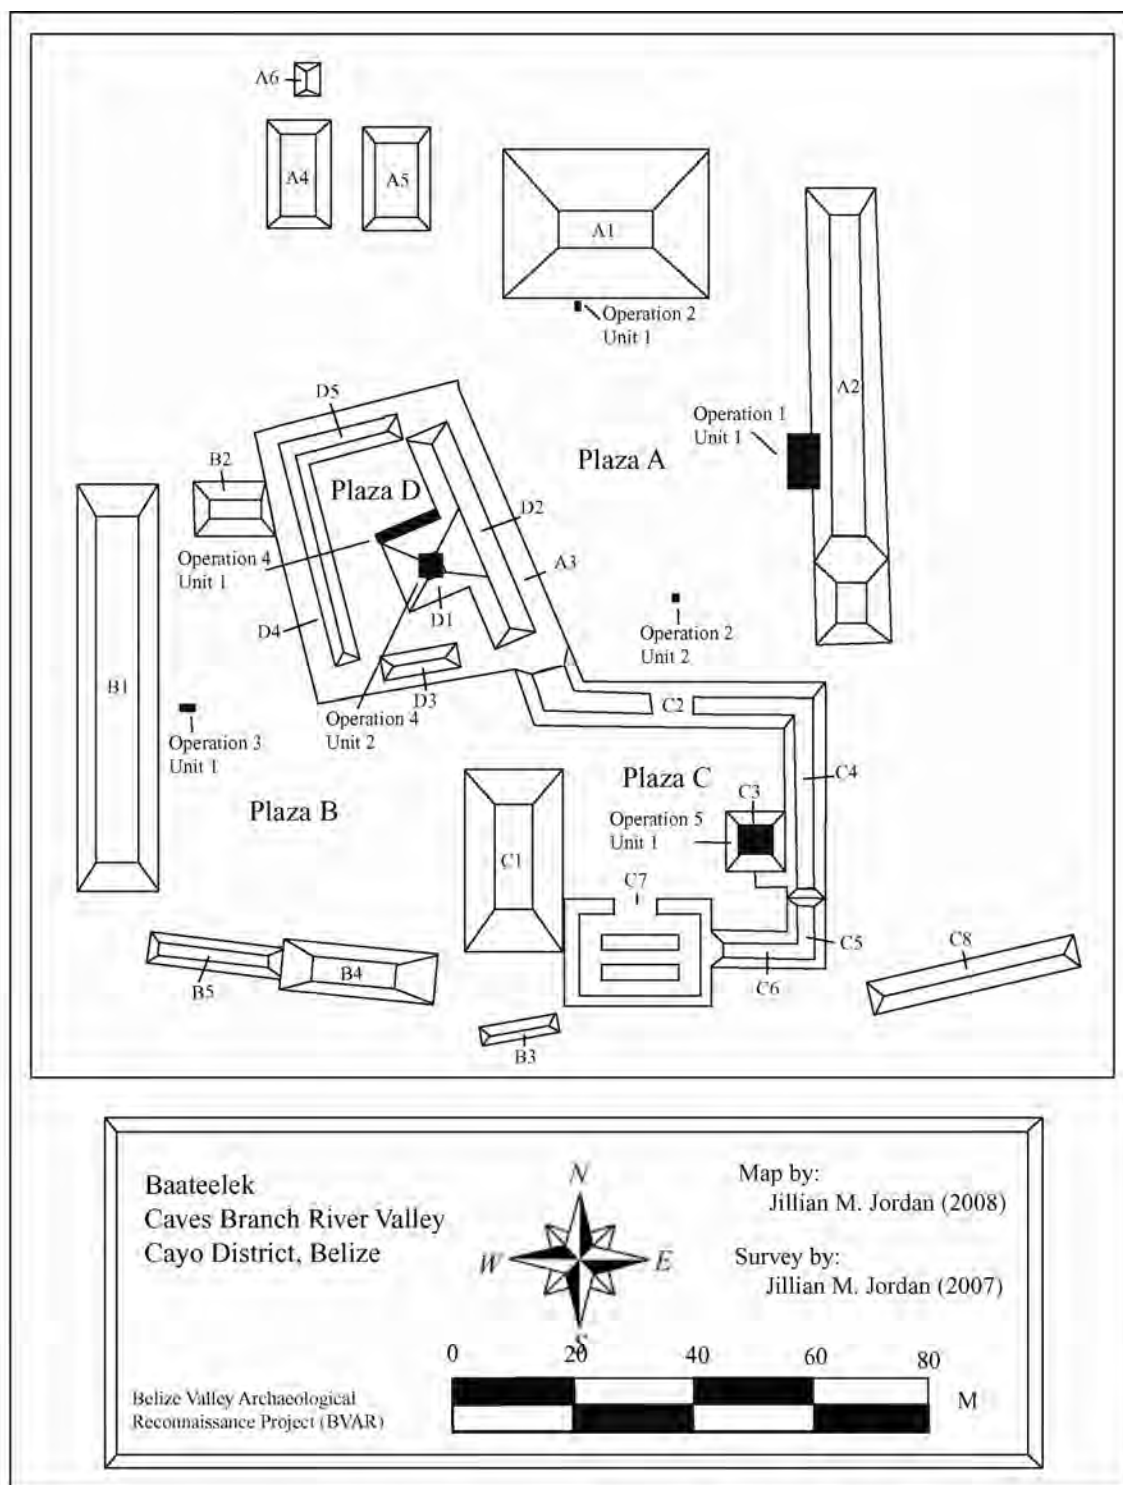 A6
A4
A5
A1
Operation 2
Unit 1
A2
D5
Operation 1
Unit 1
B2
Plaza A
Plaza D
D2
Operation 4
Unit 1
A3
D1
D4
Operation 2
Unit 2
B1
D3
C2
Operation 4
Unit 2
Operation 3
Unit 1
Plaza C
C4
C3
Plaza B
Operation 5
Unit 1
C1
C7
C5
C8
B4
B5
C6
B3
Baateelek
Caves Branch River Valley
Cayo District, Belize
N
W
E
S
Map by:
Jillian M. Jordan (2008)
Survey by:
Jillian M. Jordan (2007)
0 20 40 60 80
M
Belize Valley Archaeological
Reconnaissance Project (BVAR)